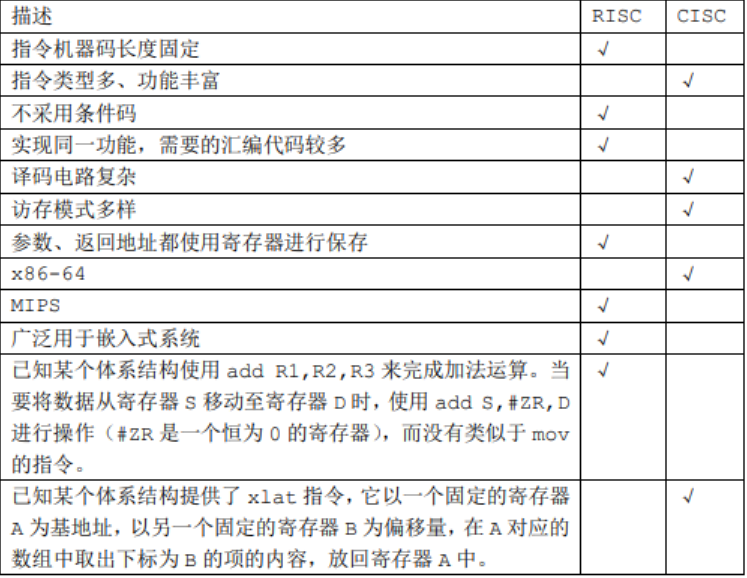 描述 RISC CISC
指令机器码长度固定 √
指令类型多、功能丰富 √
不采用条件码 √
实现同一功能，需要的汇编代码较多 √
译码电路复杂 √
访存模式多样 √
参数、返回地址都使用寄存器进行保存 √
x86-64 √
MIPS √
广泛用于嵌入式系统 √
已知某个体系结构使用 add R1,R2,R3 来完成加法运算。当 √
要将数据从寄存器 S 移动至寄存器 D 时，使用 add S,#ZR,D
进行操作（#ZR 是一个恒为 0 的寄存器），而没有类似于 mov
的指令。
已知某个体系结构提供了 xlat 指令，它以一个固定的寄存器 √
A 为基地址，以另一个固定的寄存器 B 为偏移量，在 A 对应的
数组中取出下标为 B 的项的内容，放回寄存器 A 中。